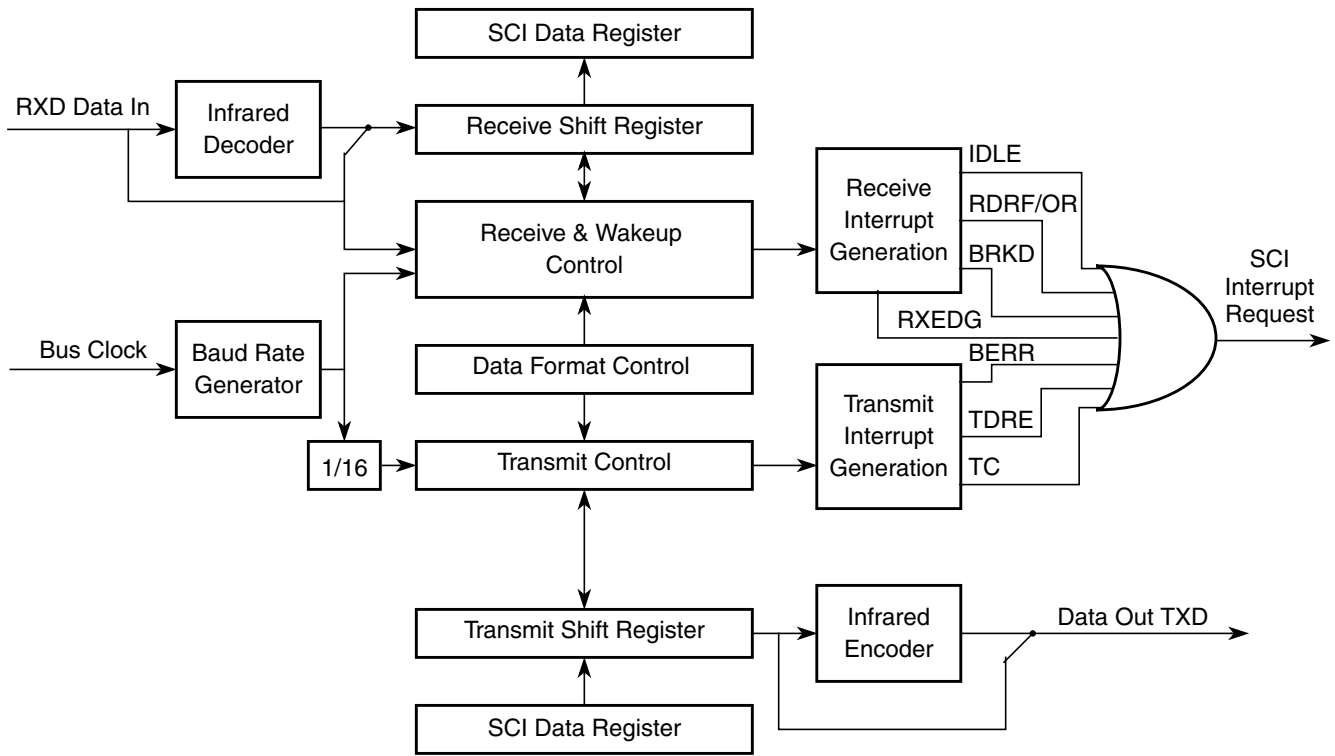 SCI Data Register
RXD Data In
Infrared
Decoder
Receive Shift Register
Receive & Wakeup
Control
Receive
Interrupt
Generation
IDLE
RDRF/OR
BRKD
RXEDG
SCI
Interrupt
Request
Bus Clock
Baud Rate
Generator
Data Format Control
1/16
Transmit Control
Transmit
Interrupt
Generation
BERR
TDRE
TC
Transmit Shift Register
Infrared
Encoder
Data Out TXD
SCI Data Register